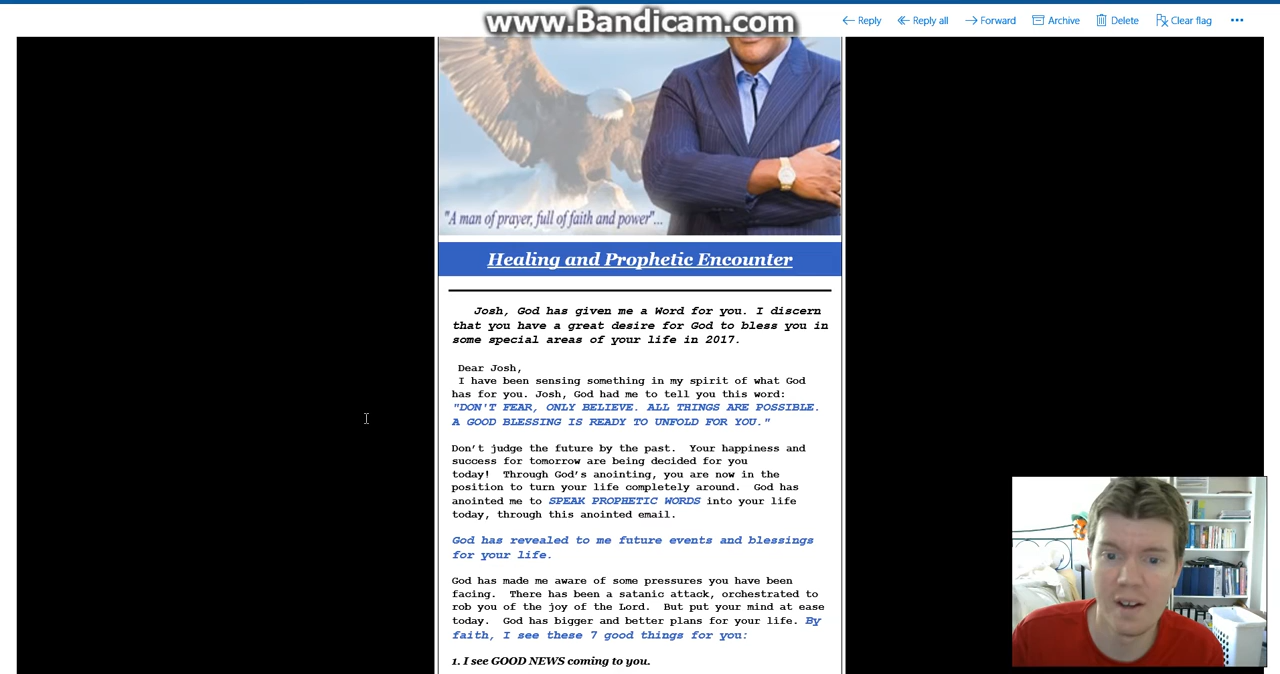 www.Bandicam.com
Reply
Reply all
Forward
Archive
Delete
Clear flag
"A man of prayer, full of faith and power"...
Healing and Prophetic Encounter
Josh, God has given me a Word for you. I discern
that you have a great desire for God to bless you in
some special areas of your life in 2017.
Dear Josh,
I have been sensing something in my spirit of what God
has for you. Josh, God had me to tell you this word:
"DON'T FEAR, ONLY BELIEVE. ALL THINGS ARE POSSIBLE.
A GOOD BLESSING IS READY TO UNFOLD FOR YOU."
Don't judge the future by the past. Your happiness and
success for tomorrow are being decided for you
today! Through God's anointing, you are now in the
position to turn your life completely around. God has
anointed me to SPEAK PROPHETIC WORDS into your life
today, through this anointed email.
God has revealed to me future events and blessings
for your life.
God has made me aware of some pressures you have been
facing. There has been a satanic attack, orchestrated to
rob you of the joy of the Lord. But put your mind at ease
today. God has bigger and better plans for your life. By
faith, I see these 7 good things for you:
1. I see GOOD NEWS coming to you.